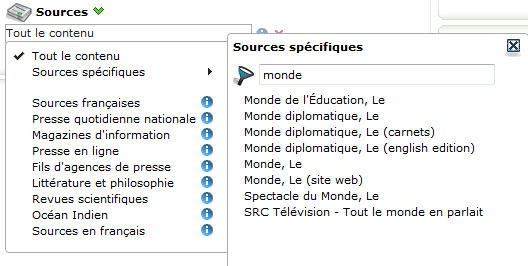 Sources
Tout le contenu
Tout le contenu
Sources spécifiques
Sources françaises
Presse quotidienne nationale
Magazines d'information
Presse en ligne
Fils d'agences de presse
Littérature et philosophie
Revues scientifiques
Océan Indien
Sources en français
Sources spécifiques
monde
Monde de l'Éducation, Le
Monde diplomatique, Le
Monde diplomatique, Le (carnets)
Monde diplomatique, Le (english edition)
Monde, Le
Monde, Le (site web)
Spectacle du Monde, Le
SRC Télévision - Tout le monde en parlait